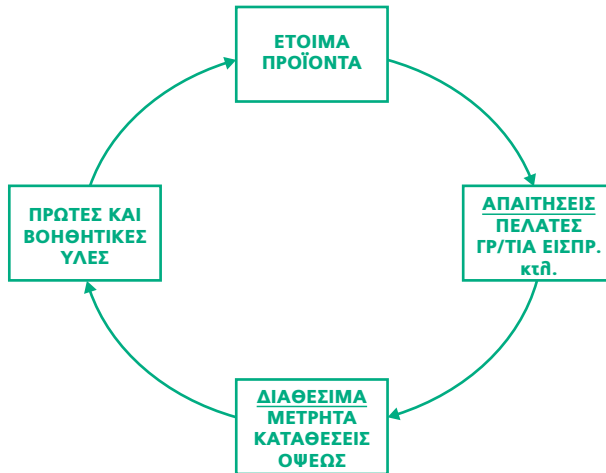 ΕΤΟΙΜΑ
ΠΡΟΪΟΝΤΑ
ΠΡΩΤΕΣ ΚΑΙ
ΒΟΗΘΗΤΙΚΕΣ
ΥΛΕΣ
ΑΠΑΙΤΗΣΕΙΣ
ΠΕΛΑΤΕΣ
ΓΡ/ΤΙΑ ΕΙΣΠΡ.
κτλ.
ΔΙΑΘΕΣΙΜΑ
ΜΕΤΡΗΤΑ
ΚΑΤΑΘΕΣΕΙΣ
ΟΨΕΩΣ